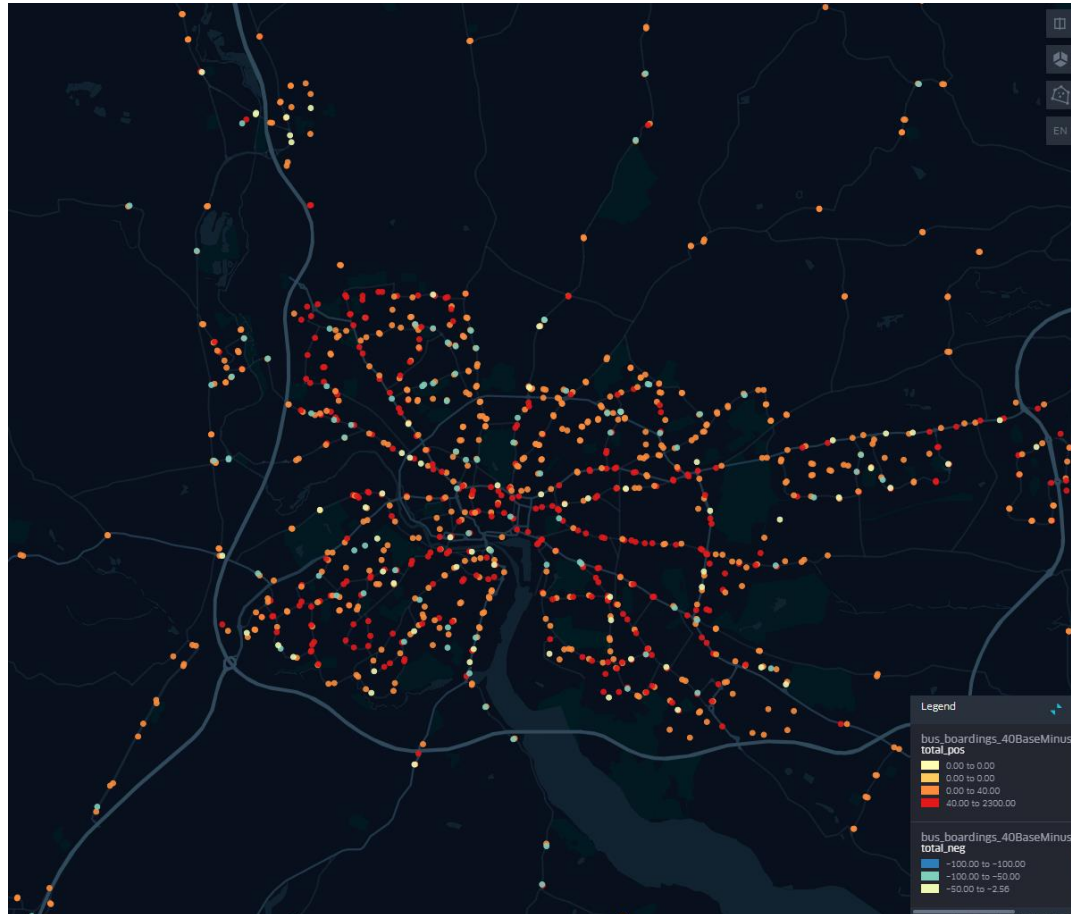 EN
Legend
bus_boardings_40BaseMinus
total_pos
0.00 to 0.00
0.00 to 0.00
0.00 to 40.00
40.00 to 2300.00
bus_boardings_40BaseMinus
total_neg
−100.00 to −100.00
−100.00 to −50.00
−50.00 to −2.56